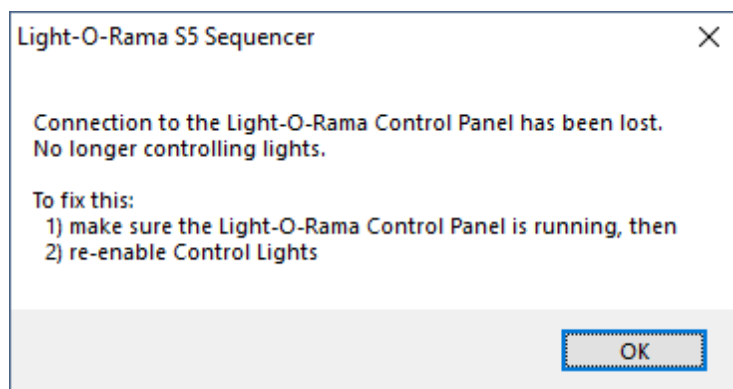 Light-O-Rama S5 Sequencer
Connection to the Light-O-Rama Control Panel has been lost.
No longer controlling lights.
To fix this:
1) make sure the Light-O-Rama Control Panel is running, then
2) re-enable Control Lights
OK